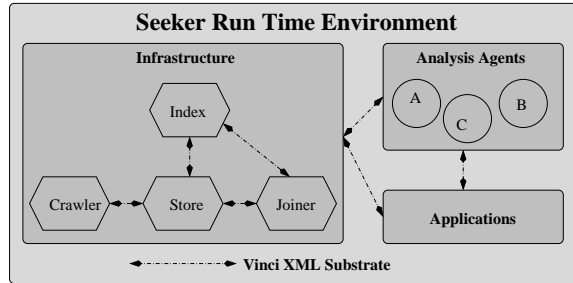 Seeker Run Time Environment
Infrastructure
Index
Crawler
Store
Joiner
Analysis Agents
A
B
C
Applications
Vinci XML Substrate